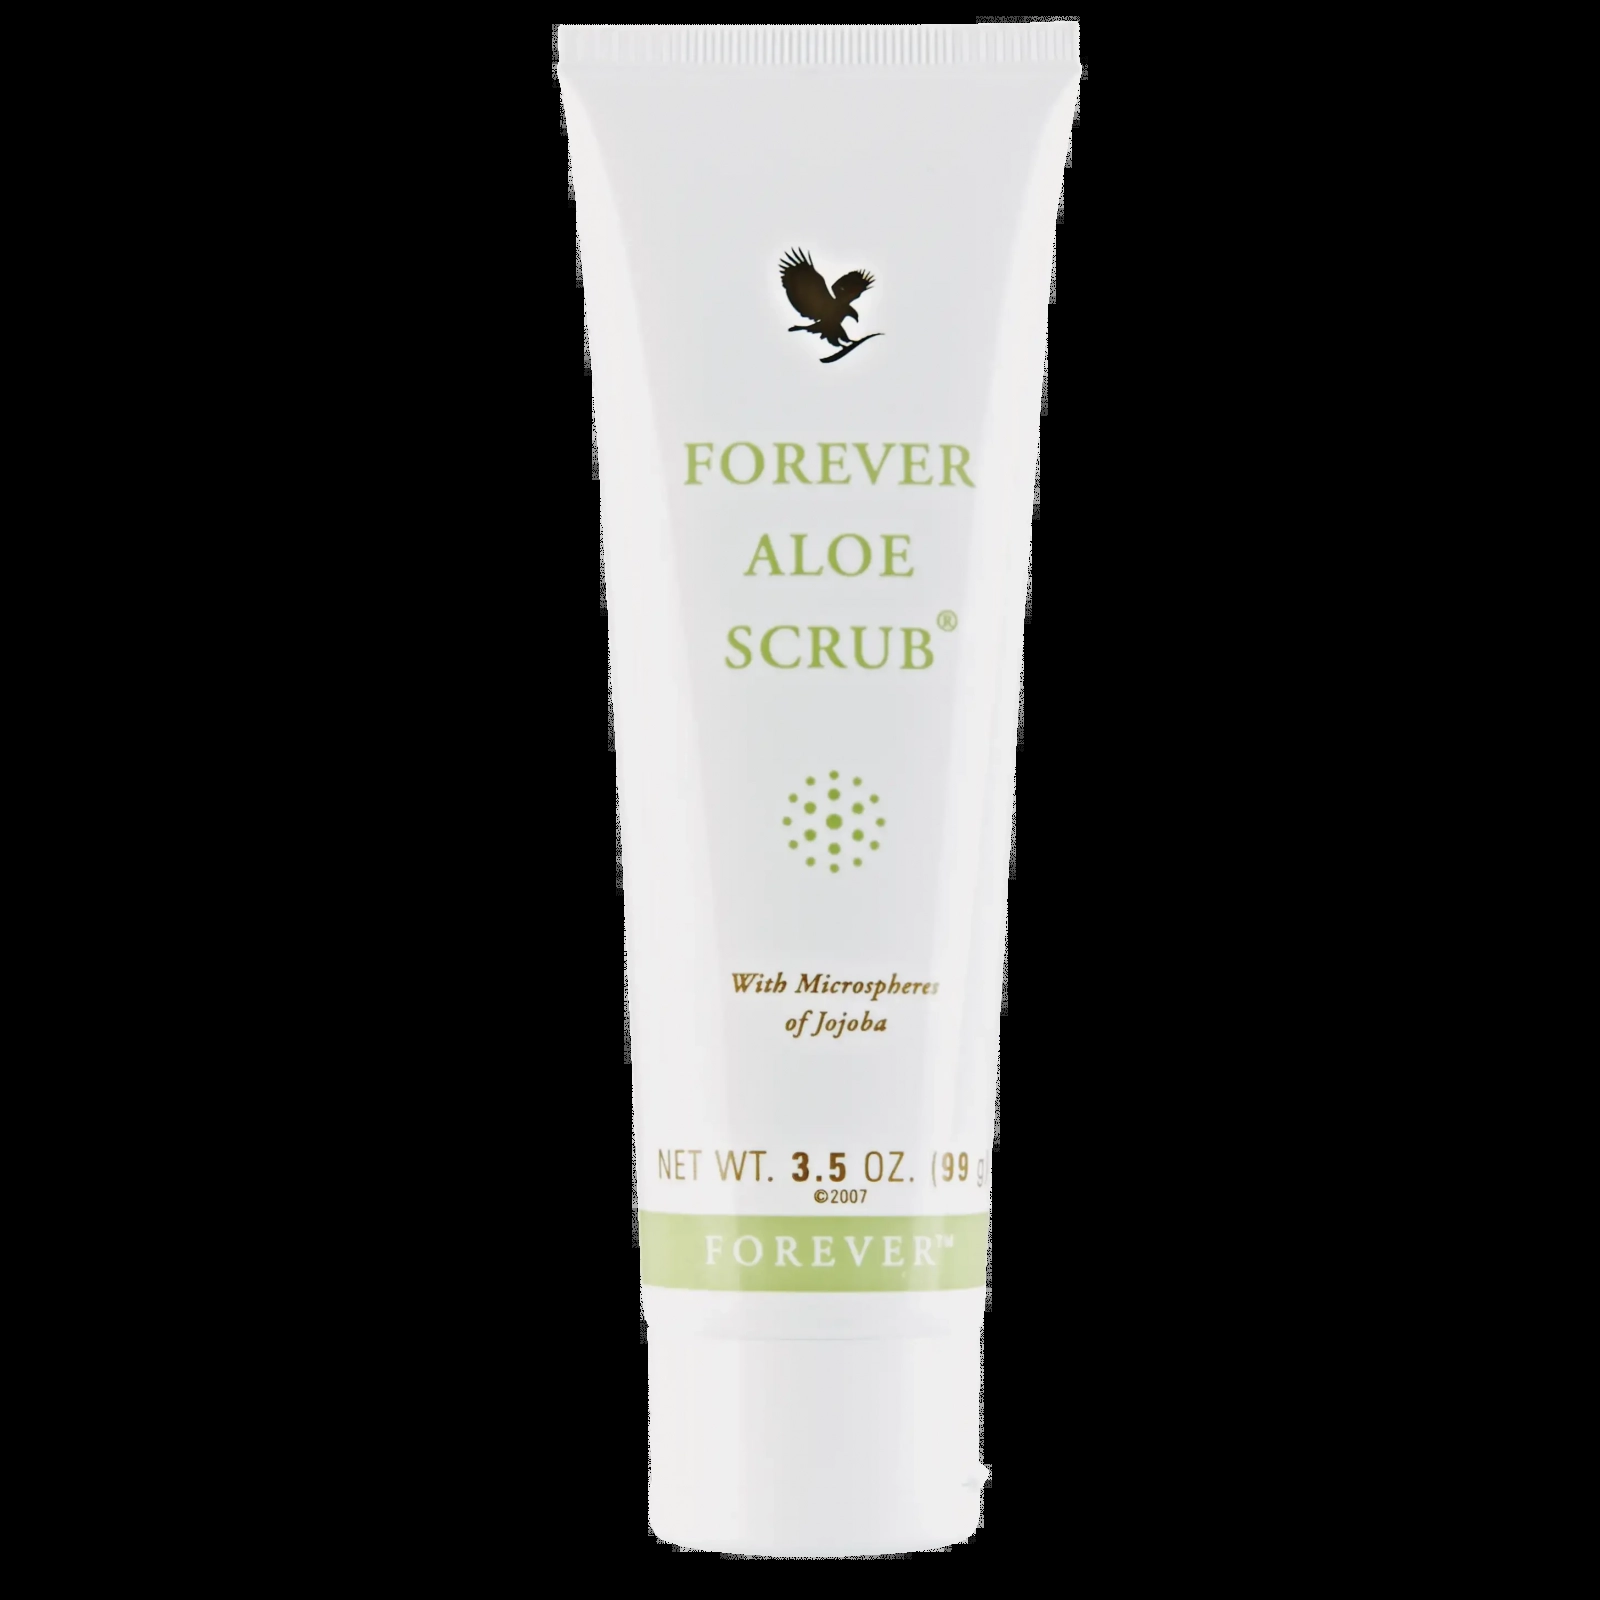 FOREVER
ALOE
SCRUB®
With Microspheres
of Jojoba
NET WT. 3.5 OZ. (99 g)
©2007
FOREVER™